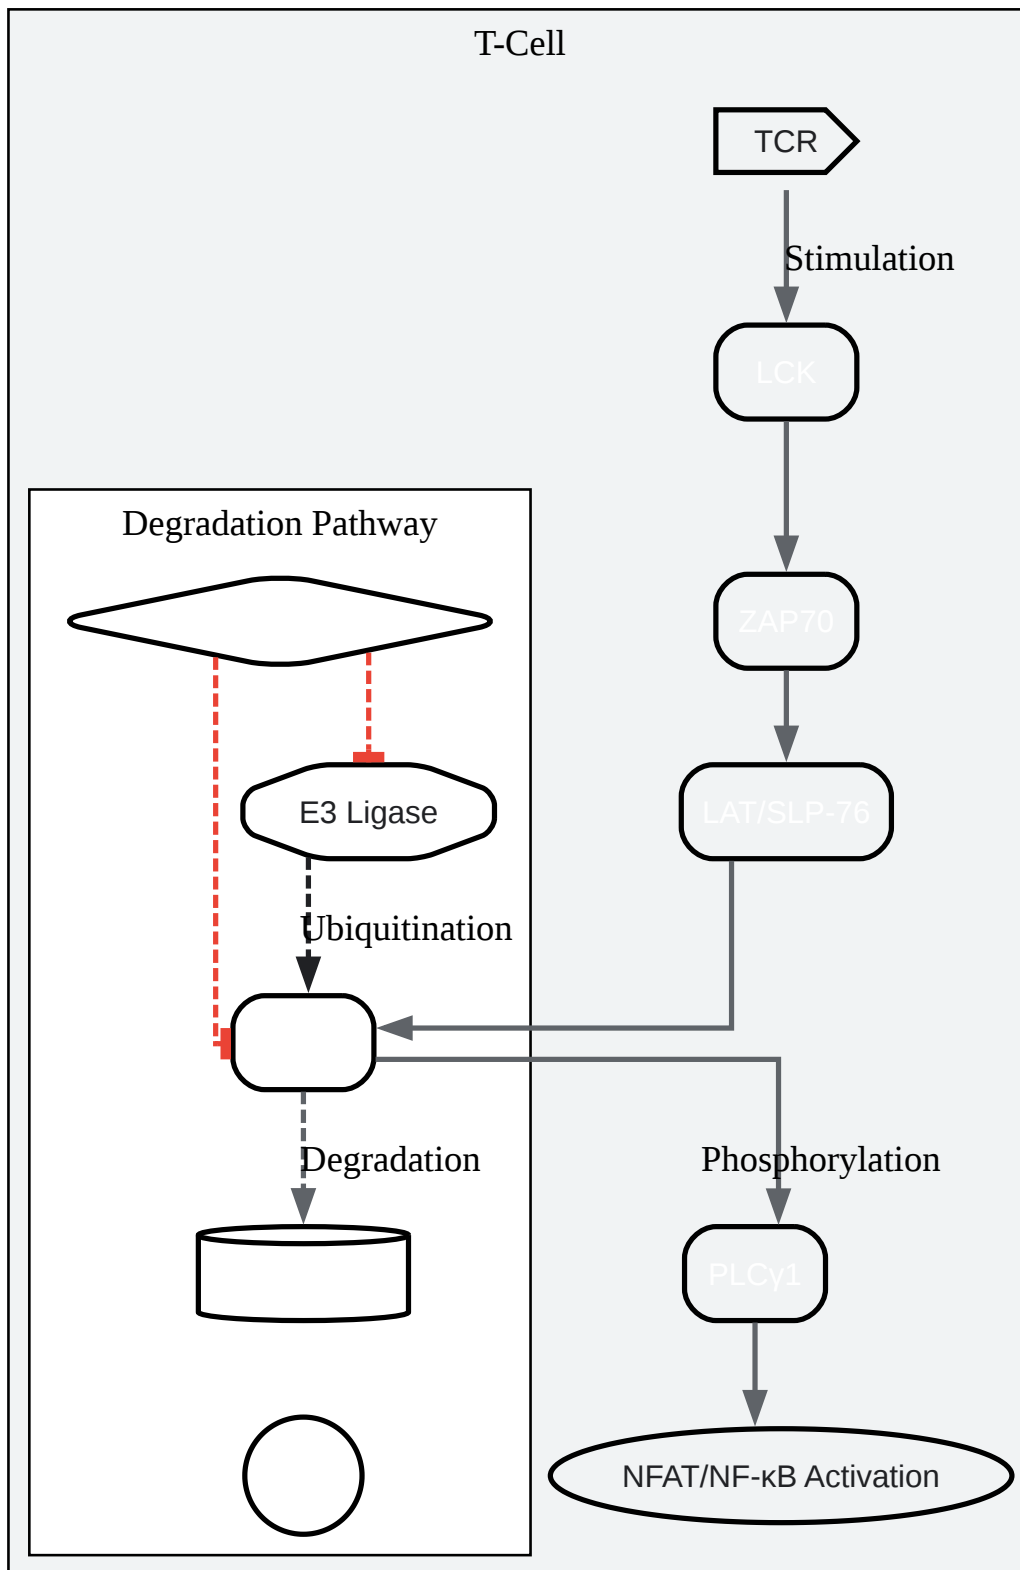 T-Cell
TCR
Stimulation
LCK
Degradation Pathway
ZAP70
E3 Ligase
LAT/SLP-76
Ubiquitination
Degradation
Phosphorylation
PLCγ1
NFAT/NF-κB Activation